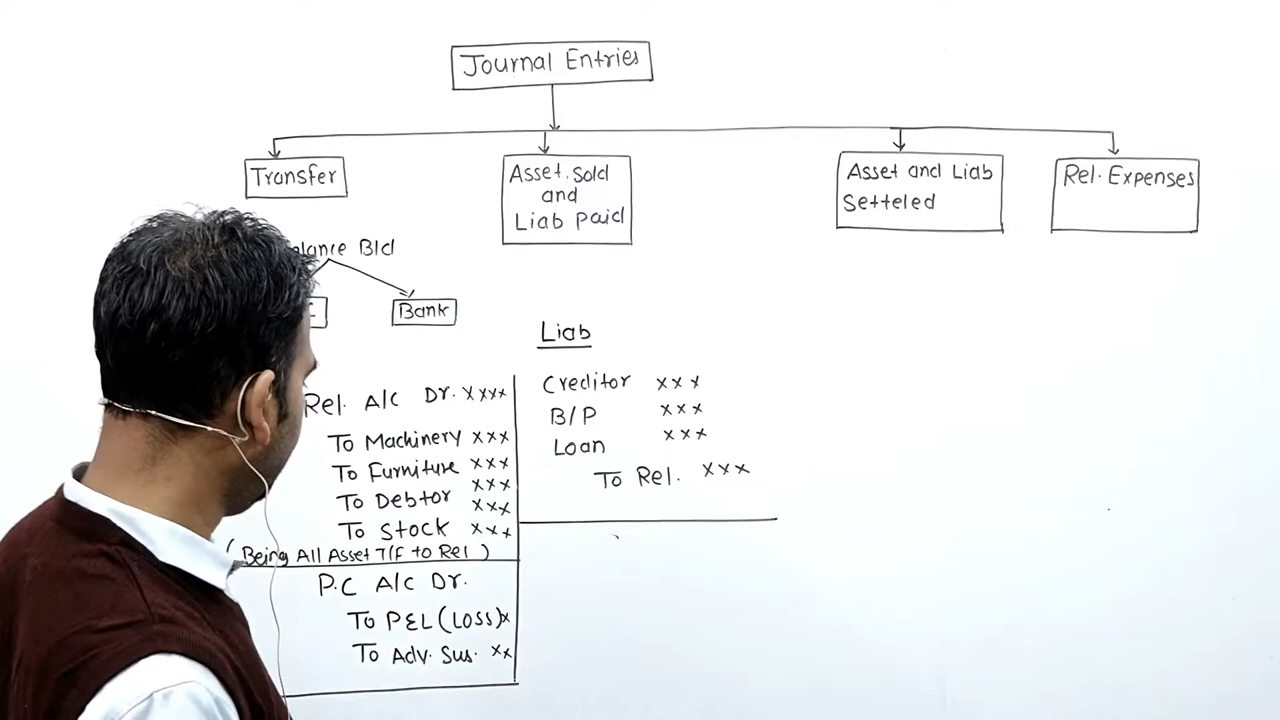 Journal Entries
Transfer
Asset Sold
and
Liab paid
Asset and Liab
Setteled
Rel. Expenses
Bld
Bank
Rel. A/c Dr. xxxx
To Machinery xxx
To Furniture xxx
xxx
To Debtor xxx
To Stock xxx
(Being All Asset T/F to Rel)
P.C A/c Dr.
To P&L (Loss) x
To Adv. Sus. xx
Liab
Creditor xxx
B/P xxx
Loan xxx
To Rel. xxx